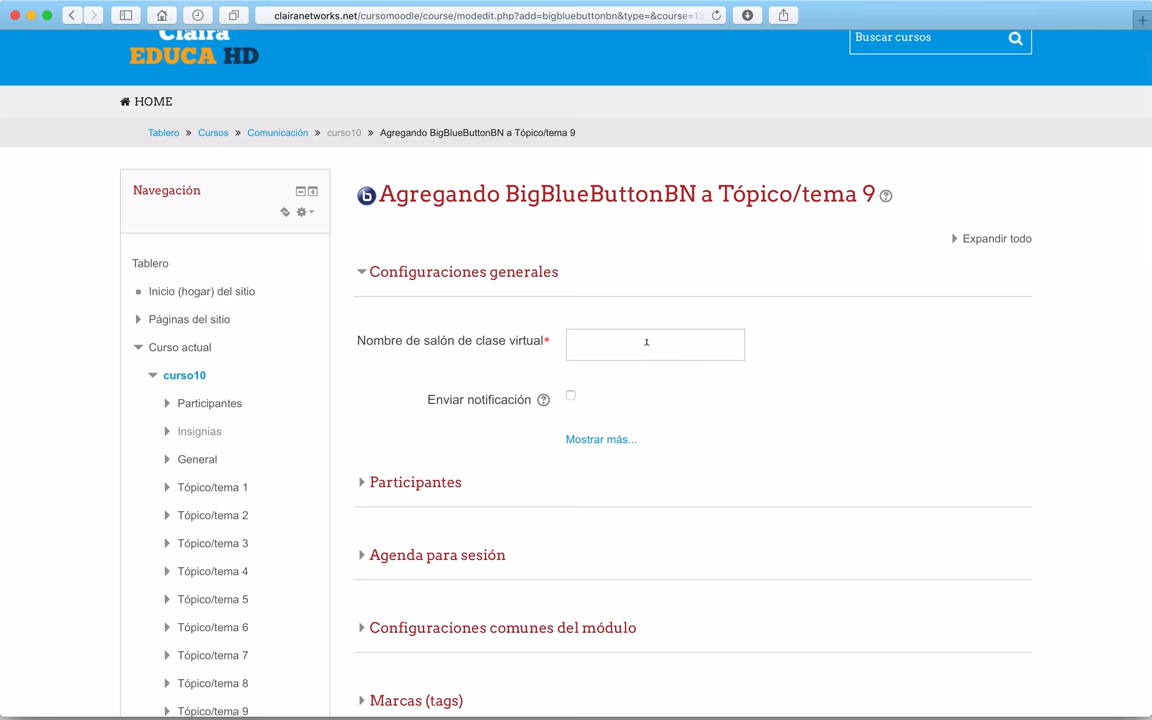 clairanetworks.net/cursomoodle/course/modedit.php?add=bigbluebuttonbn&type=&course=13
Claira
EDUCA HD
Buscar cursos
HOME
Tablero » Cursos » Comunicación » curso10 » Agregando BigBlueButtonBN a Tópico/tema 9
Navegación
Agregando BigBlueButtonBN a Tópico/tema 9
Expandir todo
Tablero
Configuraciones generales
Inicio (hogar) del sitio
Páginas del sitio
Nombre de salón de clase virtual*
Curso actual
curso10
Enviar notificación
Participantes
Insignias
Mostrar más...
General
Participantes
Tópico/tema 1
Tópico/tema 2
Tópico/tema 3
Agenda para sesión
Tópico/tema 4
Tópico/tema 5
Tópico/tema 6
Configuraciones comunes del módulo
Tópico/tema 7
Tópico/tema 8
Marcas (tags)
Tópico/tema 9